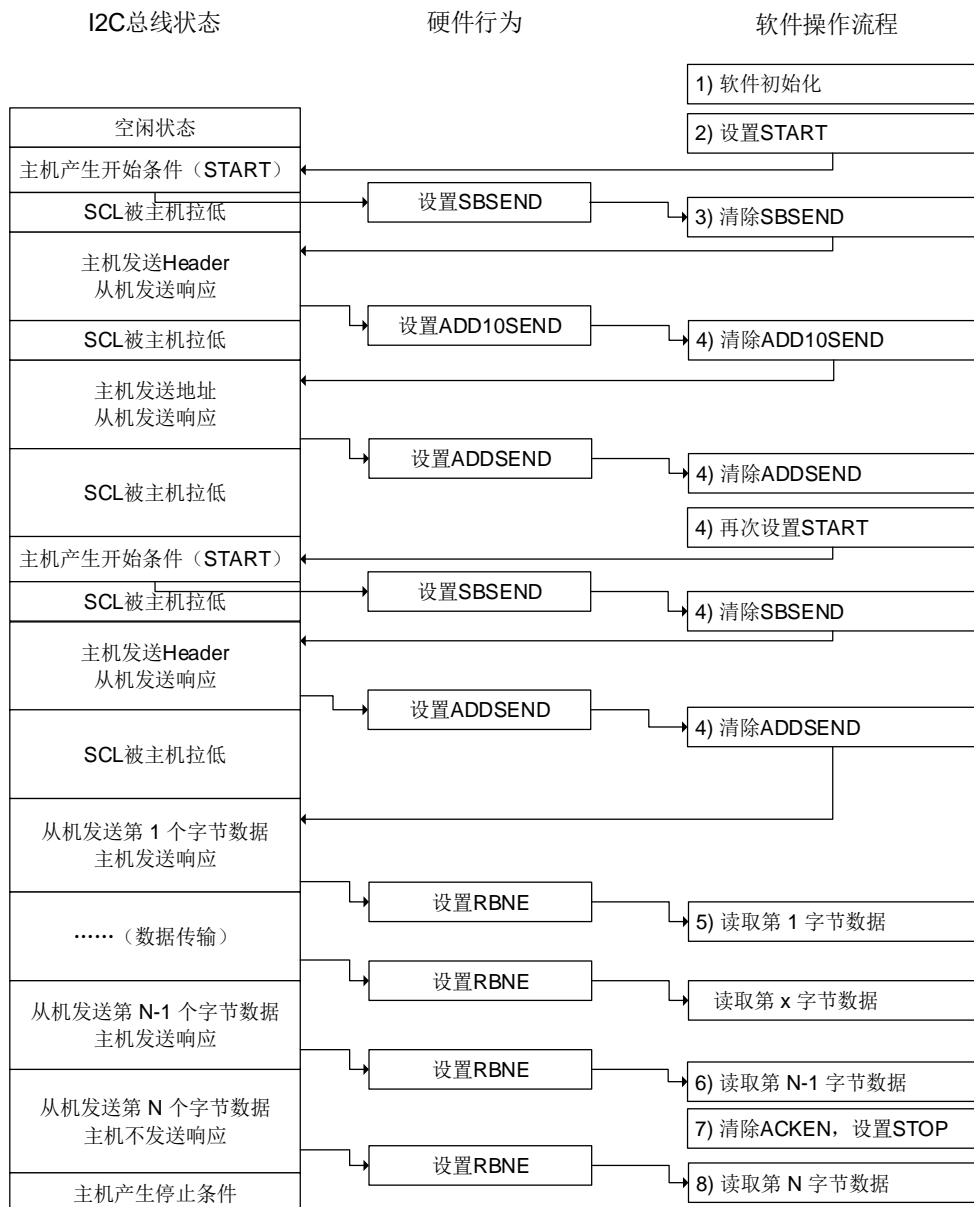 I2C总线状态
硬件行为
软件操作流程
1) 软件初始化
空闲状态
2) 设置START
主机产生开始条件（START）
设置SBSEND
SCL被主机拉低
3) 清除SBSEND
主机发送Header
从机发送响应
设置ADD10SEND
SCL被主机拉低
4) 清除ADD10SEND
主机发送地址
从机发送响应
设置ADDSEND
4) 清除ADDSEND
SCL被主机拉低
4) 再次设置START
主机产生开始条件（START）
设置SBSEND
SCL被主机拉低
4) 清除SBSEND
主机发送Header
从机发送响应
设置ADDSEND
4) 清除ADDSEND
SCL被主机拉低
从机发送第 1 个字节数据
主机发送响应
设置RBNE
5) 读取第 1 字节数据
……（数据传输）
设置RBNE
读取第 x 字节数据
从机发送第 N-1 个字节数据
主机发送响应
设置RBNE
6) 读取第 N-1 字节数据
从机发送第 N 个字节数据
主机不发送响应
7) 清除ACKEN，设置STOP
设置RBNE
8) 读取第 N 字节数据
主机产生停止条件